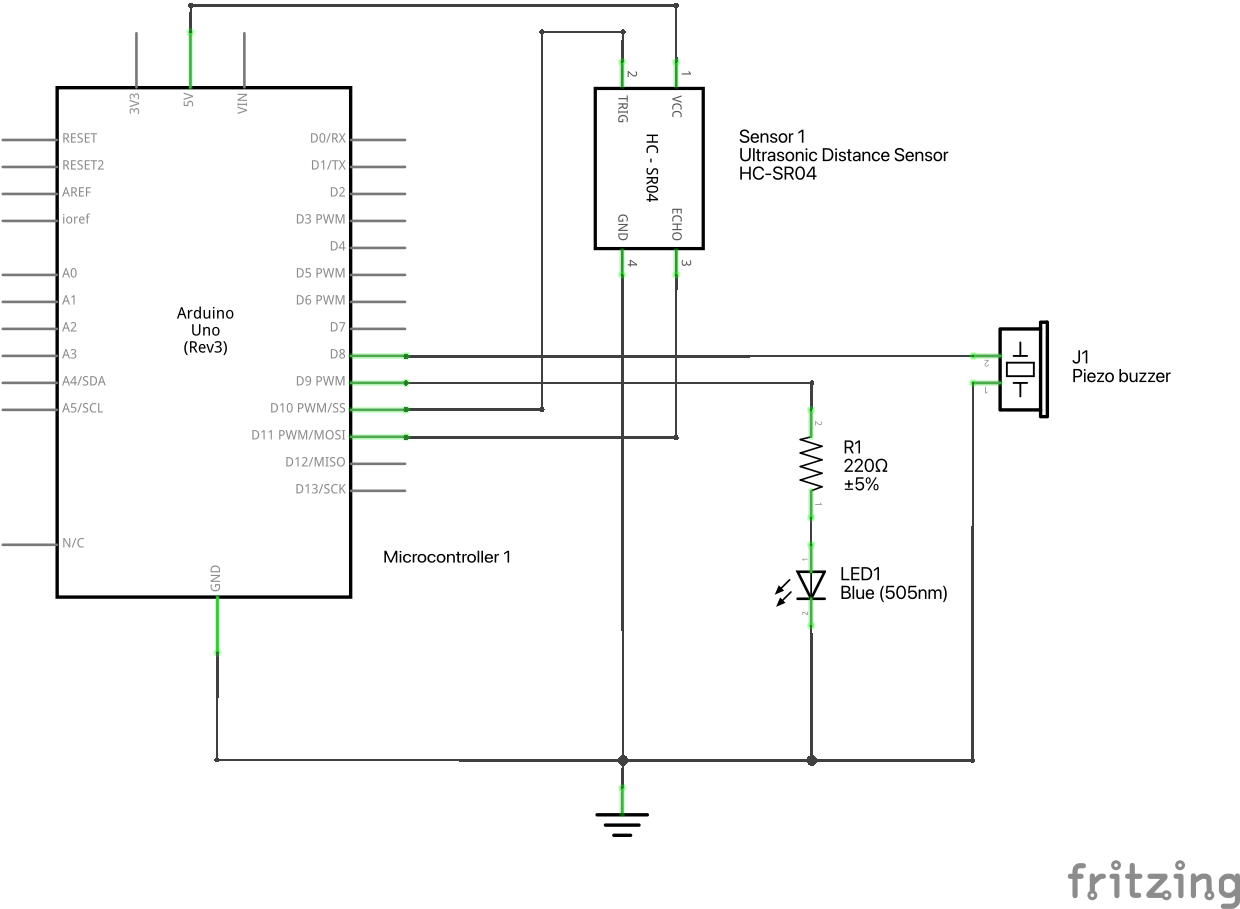 3V3
5V
VIN
RESET
RESET2
AREF
ioref
A0
A1
A2
A3
A4/SDA
A5/SCL
N/C
D0/RX
D1/TX
D2
D3 PWM
D4
D5 PWM
D6 PWM
D7
D8
D9 PWM
D10 PWM/SS
D11 PWM/MOSI
D12/MISO
D13/SCK
GND
Arduino
Uno
(Rev3)
Microcontroller 1
2
1
TRIG
VCC
HC - SR04
GND
ECHO
4
3
Sensor 1
Ultrasonic Distance Sensor
HC-SR04
2
1
J1
Piezo buzzer
2
1
R1
220Ω
±5%
1
2
LED1
Blue (505nm)
fritzing